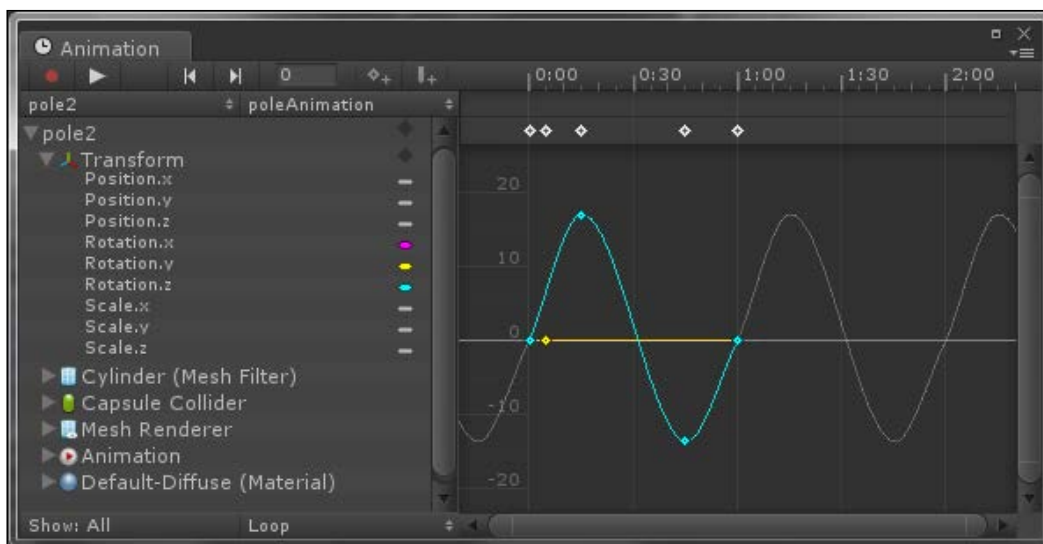 Animation
0
0:00 0:30 1:00 1:30 2:00
pole2 poleAnimation
pole2
Transform
Position.x
Position.y
Position.z
Rotation.x
Rotation.y
Rotation.z
Scale.x
Scale.y
Scale.z
Cylinder (Mesh Filter)
Capsule Collider
Mesh Renderer
Animation
Default-Diffuse (Material)
Show: All Loop
20
10
0
-10
-20